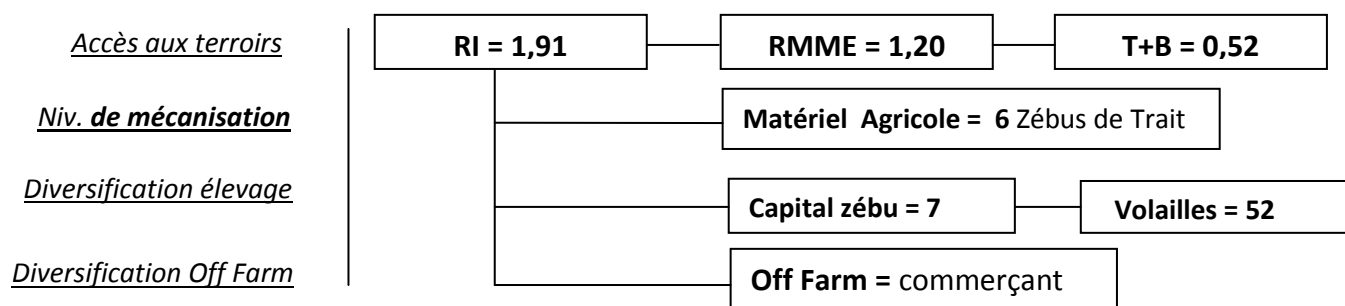 Accès aux terroirs RI = 1,91 RMME = 1,20 T+B = 0,52
Niv. de mécanisation Matériel Agricole = 6 Zébus de Trait
Diversification élevage Capital zébu = 7 Volailles = 52
Diversification Off Farm Off Farm = commerçant